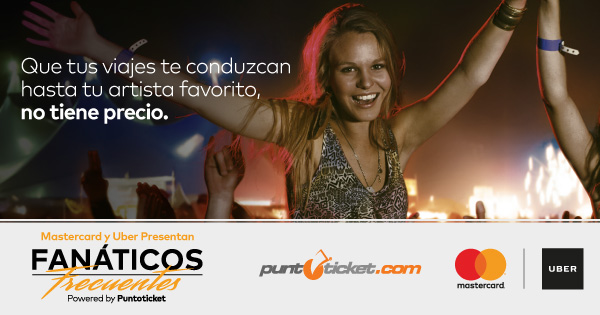 Que tus viajes te conduzcan
hasta tu artista favorito,
no tiene precio.
Mastercard y Uber Presentan
FANÁTICOS
Frecuentes
Powered by Puntoticket
puntoticket.com
mastercard.
UBER